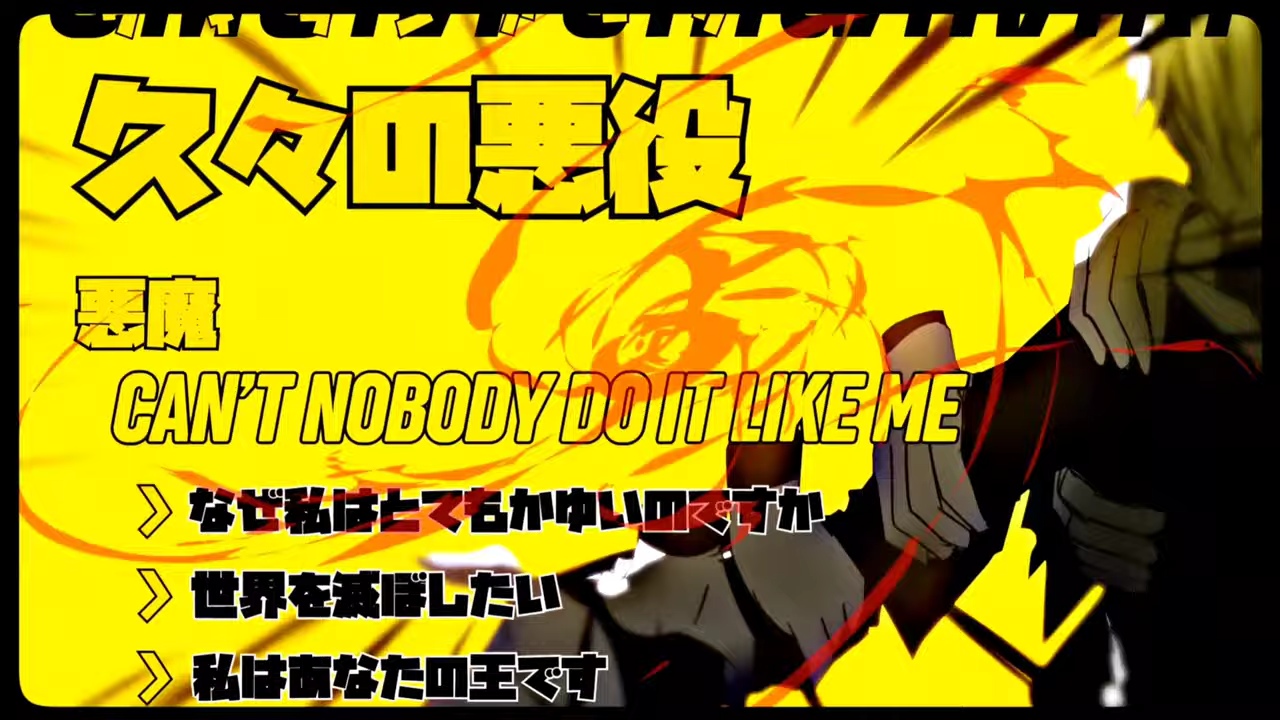 久々の悪役
悪魔
CAN'T NOBODY DO IT LIKE ME
》なぜ私はとてもかゆいのですか
》世界を滅ぼしたい
》私はあなたの王です